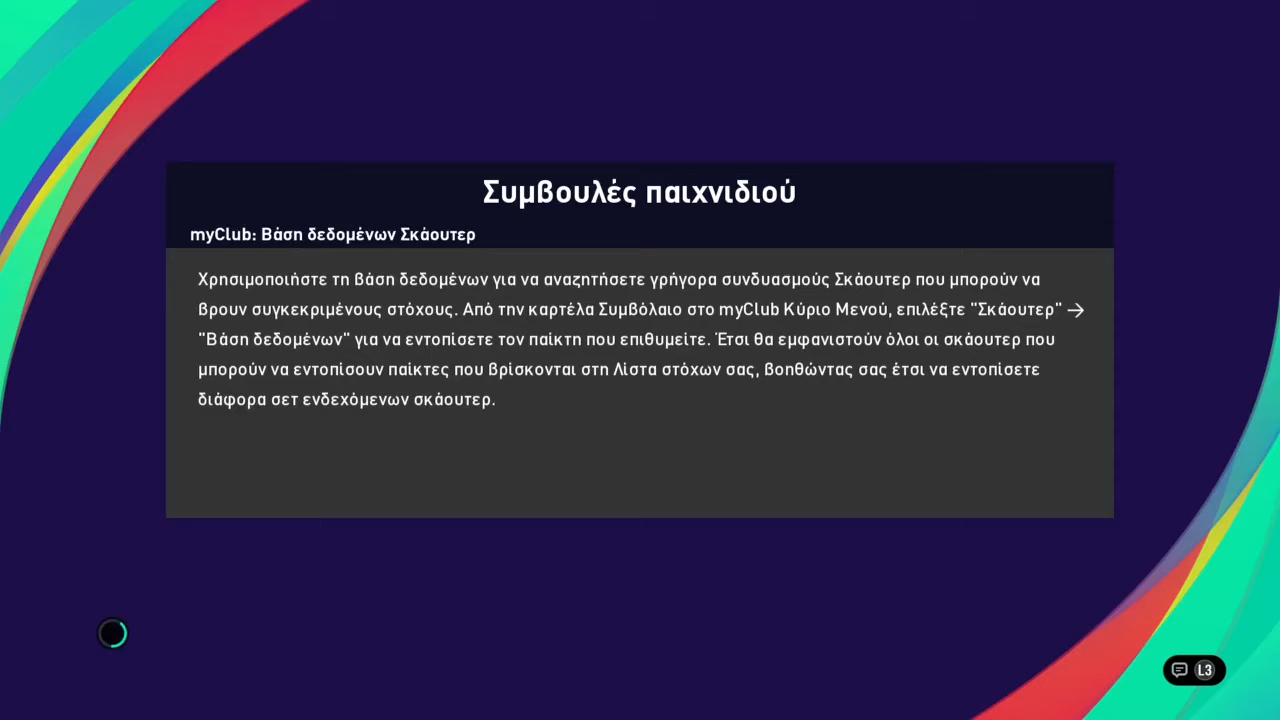 Συμβουλές παιχνιδιού
myClub: Βάση δεδομένων Σκάουτερ
Χρησιμοποιήστε τη βάση δεδομένων για να αναζητήσετε γρήγορα συνδυασμούς Σκάουτερ που μπορούν να
βρουν συγκεκριμένους στόχους. Από την καρτέλα Συμβόλαιο στο myClub Κύριο Μενού, επιλέξτε "Σκάουτερ" →
"Βάση δεδομένων" για να εντοπίσετε τον παίκτη που επιθυμείτε. Έτσι θα εμφανιστούν όλοι οι σκάουτερ που
μπορούν να εντοπίσουν παίκτες που βρίσκονται στη Λίστα στόχων σας, βοηθώντας σας έτσι να εντοπίσετε
διάφορα σετ ενδεχόμενων σκάουτερ.
L3